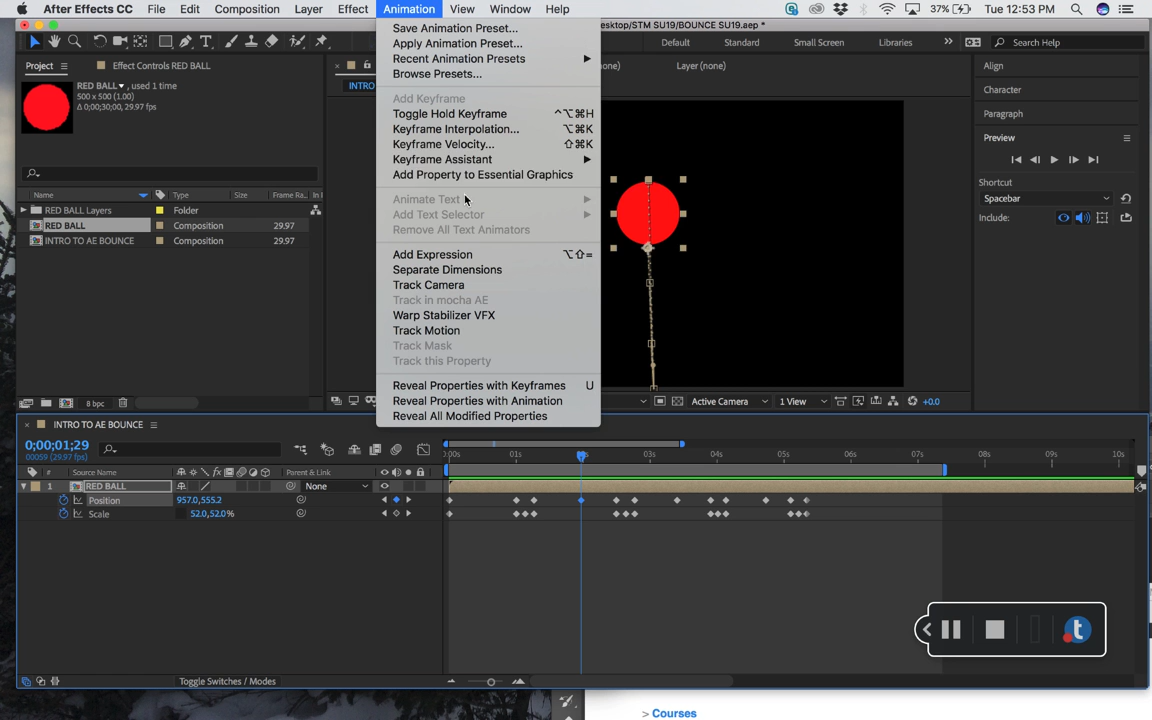 After Effects CC File Edit Composition Layer Effect Animation View Window Help 37% Tue 12:53 PM
esktop/STM SU19/BOUNCE SU19.aep *
Default Standard Small Screen Libraries Search Help
Project Effect Controls RED BALL
RED BALL, used 1 time
500 x 500 (1.00)
Δ 0;00;30;00, 29.97 fps
Name Type Size Frame Ra... In I
RED BALL Layers Folder
RED BALL Composition 29.97
INTRO TO AE BOUNCE Composition 29.97
8 bpc
INTRO
one) Layer (none)
Save Animation Preset...
Apply Animation Preset...
Recent Animation Presets
Browse Presets...
Add Keyframe
Toggle Hold Keyframe ^⌥⌘H
Keyframe Interpolation... ⌥⌘K
Keyframe Velocity... ⇧⌘K
Keyframe Assistant
Add Property to Essential Graphics
Animate Text
Add Text Selector
Remove All Text Animators
Add Expression ⌥⇧=
Separate Dimensions
Track Camera
Track in mocha AE
Warp Stabilizer VFX
Track Motion
Track Mask
Track this Property
Reveal Properties with Keyframes U
Reveal Properties with Animation
Reveal All Modified Properties
Active Camera 1 View +0.0
Align
Character
Paragraph
Preview
Shortcut
Spacebar
Include:
INTRO TO AE BOUNCE
0;00;01;29
00059 (29.97 fps)
# Source Name Parent & Link
:00s 01s 03s 04s 05s 06s 07s 08s 09s 10s
1 RED BALL None
Position 957.0,555.2
Scale 52.0,52.0%
Toggle Switches / Modes
t
> Courses